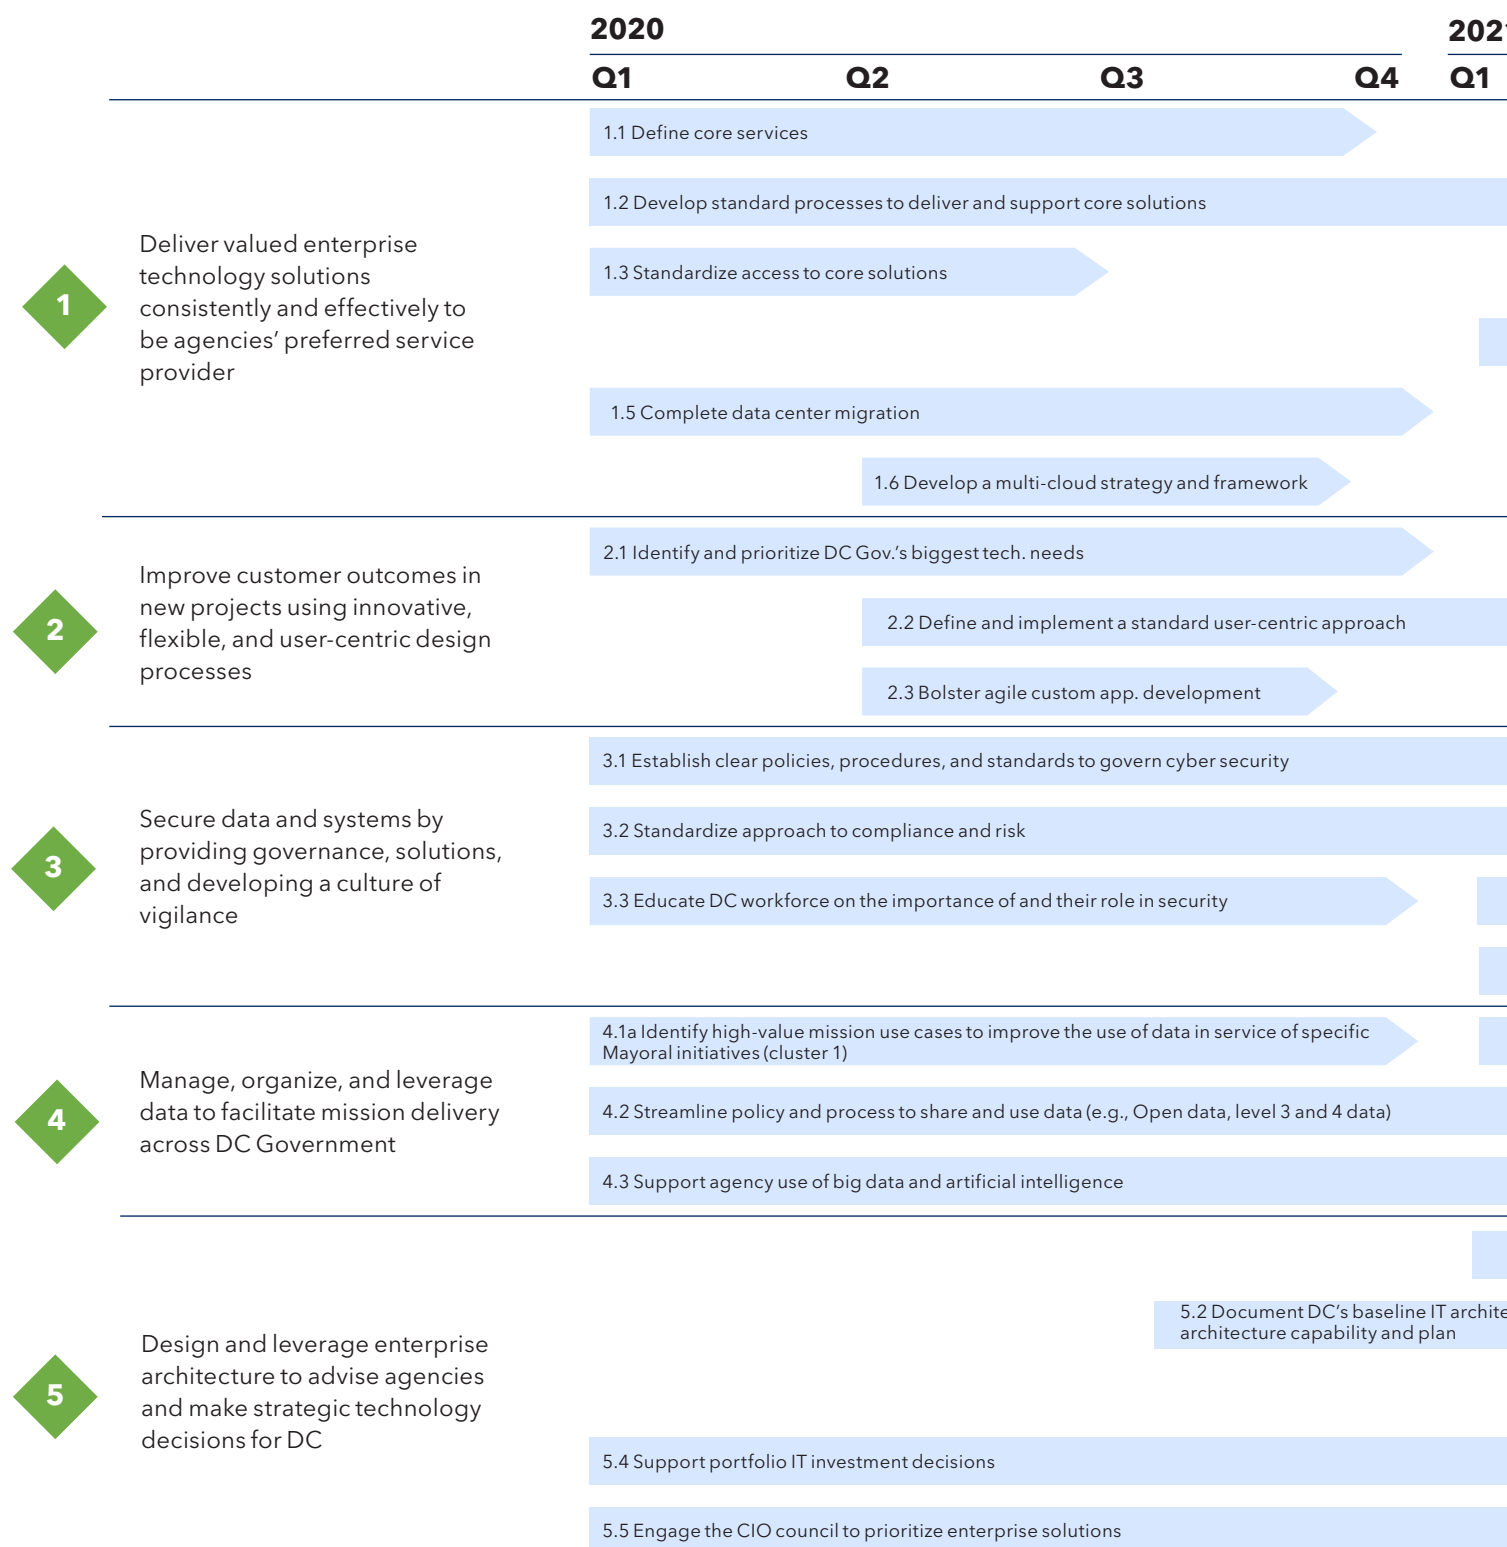 2020
202
Q1 Q2 Q3 Q4 Q1
1.1 Define core services
1.2 Develop standard processes to deliver and support core solutions
1.3 Standardize access to core solutions
1
Deliver valued enterprise
technology solutions
consistently and effectively to
be agencies’ preferred service
provider
1.5 Complete data center migration
1.6 Develop a multi-cloud strategy and framework
2
Improve customer outcomes in
new projects using innovative,
flexible, and user-centric design
processes
2.1 Identify and prioritize DC Gov.’s biggest tech. needs
2.2 Define and implement a standard user-centric approach
2.3 Bolster agile custom app. development
3
Secure data and systems by
providing governance, solutions,
and developing a culture of
vigilance
3.1 Establish clear policies, procedures, and standards to govern cyber security
3.2 Standardize approach to compliance and risk
3.3 Educate DC workforce on the importance of and their role in security
4
Manage, organize, and leverage
data to facilitate mission delivery
across DC Government
4.1a Identify high-value mission use cases to improve the use of data in service of specific
Mayoral initiatives (cluster 1)
4.2 Streamline policy and process to share and use data (e.g., Open data, level 3 and 4 data)
4.3 Support agency use of big data and artificial intelligence
5
Design and leverage enterprise
architecture to advise agencies
and make strategic technology
decisions for DC
5.2 Document DC’s baseline IT archite
architecture capability and plan
5.4 Support portfolio IT investment decisions
5.5 Engage the CIO council to prioritize enterprise solutions